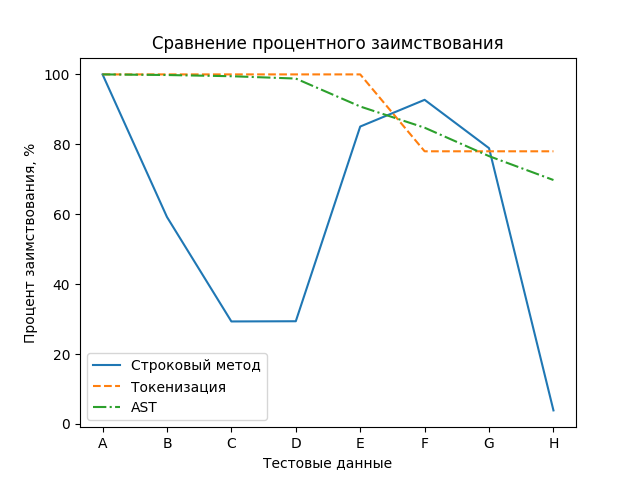 Сравнение процентного заимствования
Процент заимствования, %
100
80
60
40
20
0
Строковый метод
Токенизация
AST
A B C D E F G H
Тестовые данные